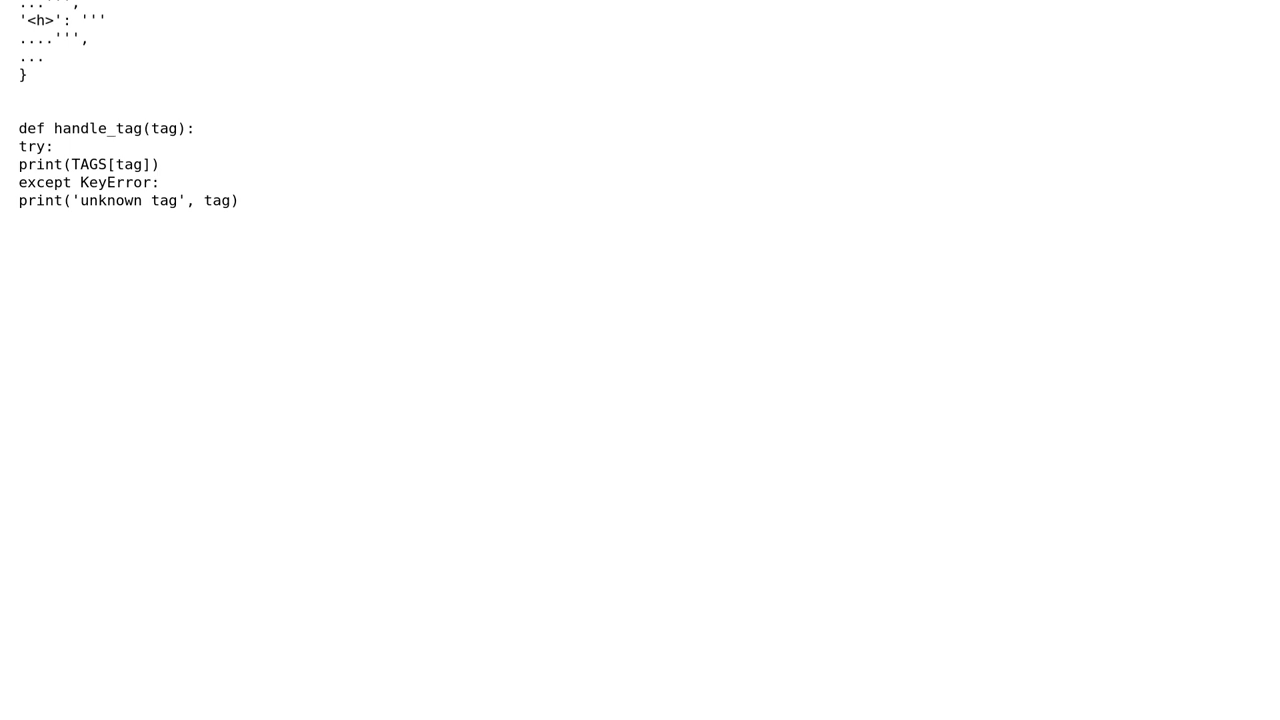 ...''',
'<h>': '''
....''',
...
}
def handle_tag(tag):
try:
print(TAGS[tag])
except KeyError:
print('unknown tag', tag)